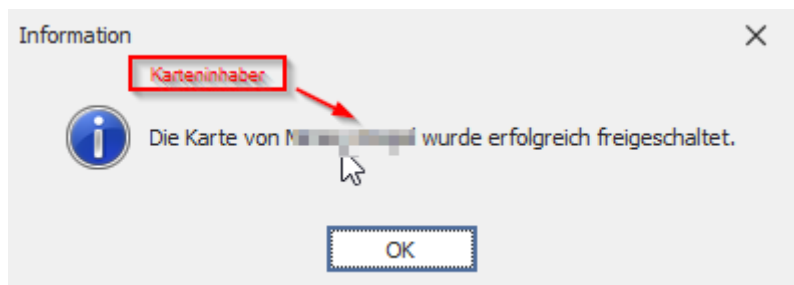 Information
Karteninhaber
Die Karte von wurde erfolgreich freigeschaltet.
OK